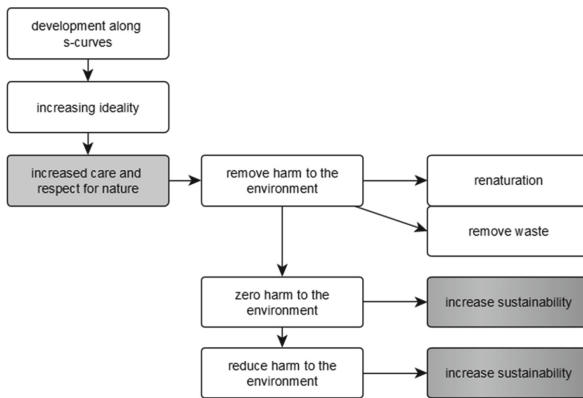 development along
s-curves
increasing ideality
increased care and
respect for nature
remove harm to the
environment
renaturation
remove waste
zero harm to the
environment
increase sustainability
reduce harm to the
environment
increase sustainability